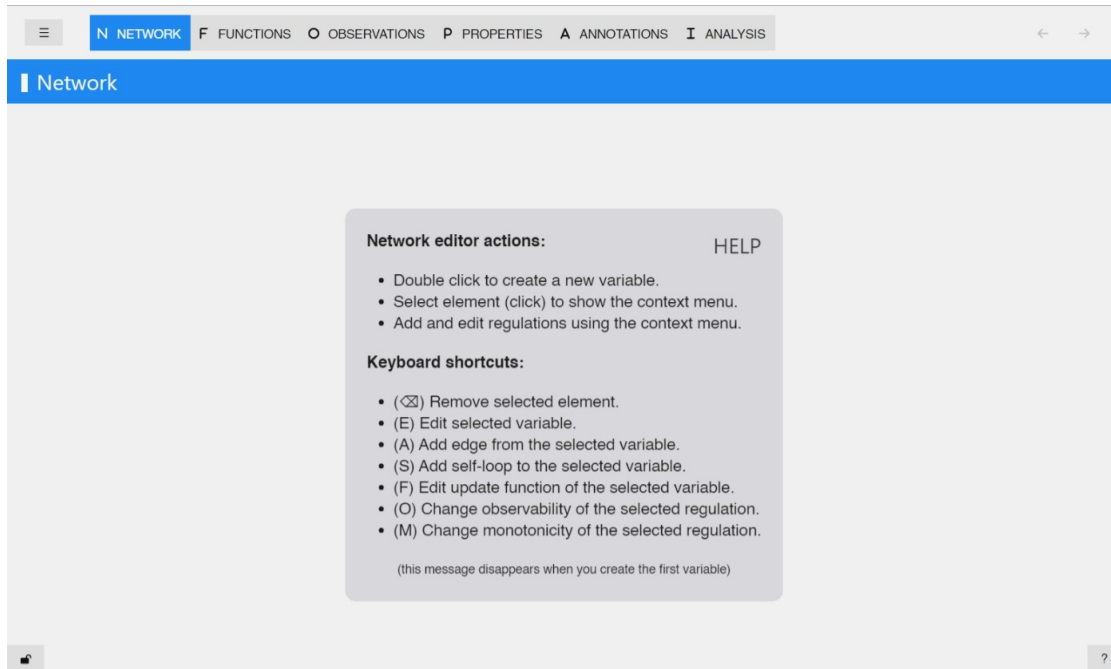 ☰ N NETWORK F FUNCTIONS O OBSERVATIONS P PROPERTIES A ANNOTATIONS I ANALYSIS ← →
Network
Network editor actions: HELP
• Double click to create a new variable.
• Select element (click) to show the context menu.
• Add and edit regulations using the context menu.
Keyboard shortcuts:
• (⌫) Remove selected element.
• (E) Edit selected variable.
• (A) Add edge from the selected variable.
• (S) Add self-loop to the selected variable.
• (F) Edit update function of the selected variable.
• (O) Change observability of the selected regulation.
• (M) Change monotonicity of the selected regulation.
(this message disappears when you create the first variable)
?